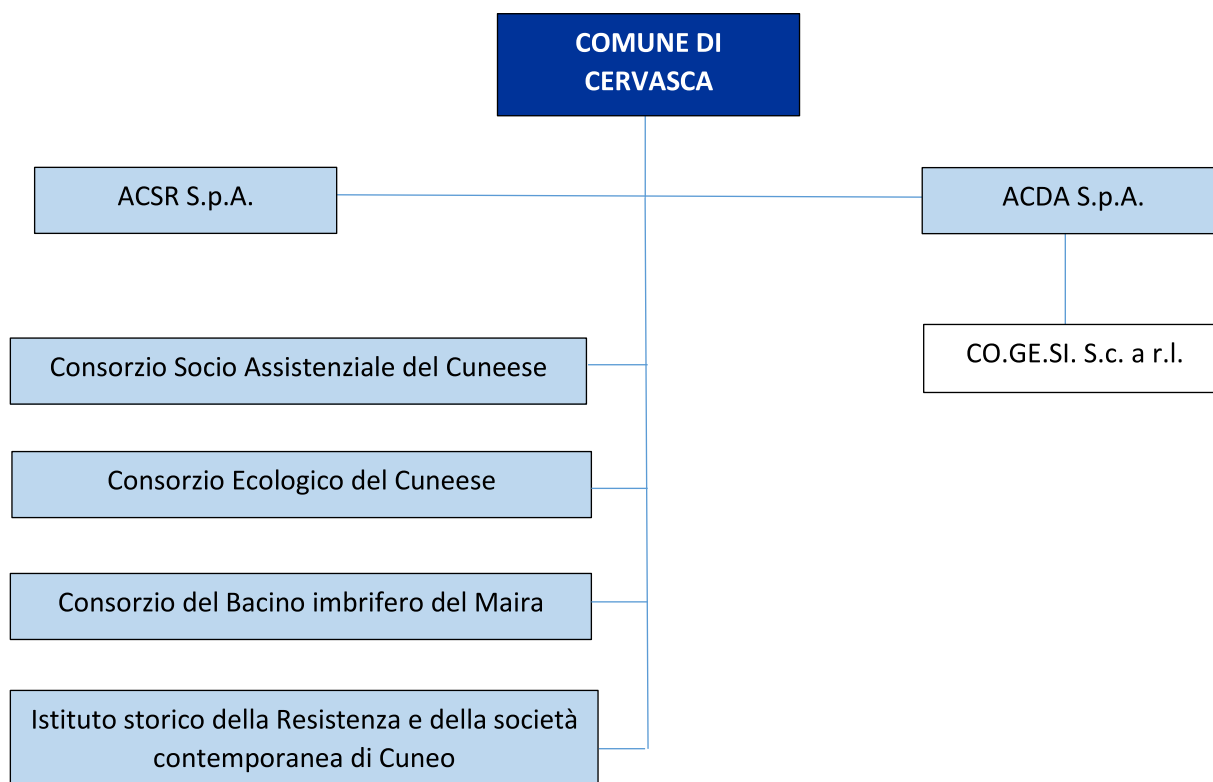 COMUNE DI
CERVASCA
ACSR S.p.A.
ACDA S.p.A.
CO.GE.SI. S.c. a r.l.
Consorzio Socio Assistenziale del Cuneese
Consorzio Ecologico del Cuneese
Consorzio del Bacino imbrifero del Maira
Istituto storico della Resistenza e della società
contemporanea di Cuneo